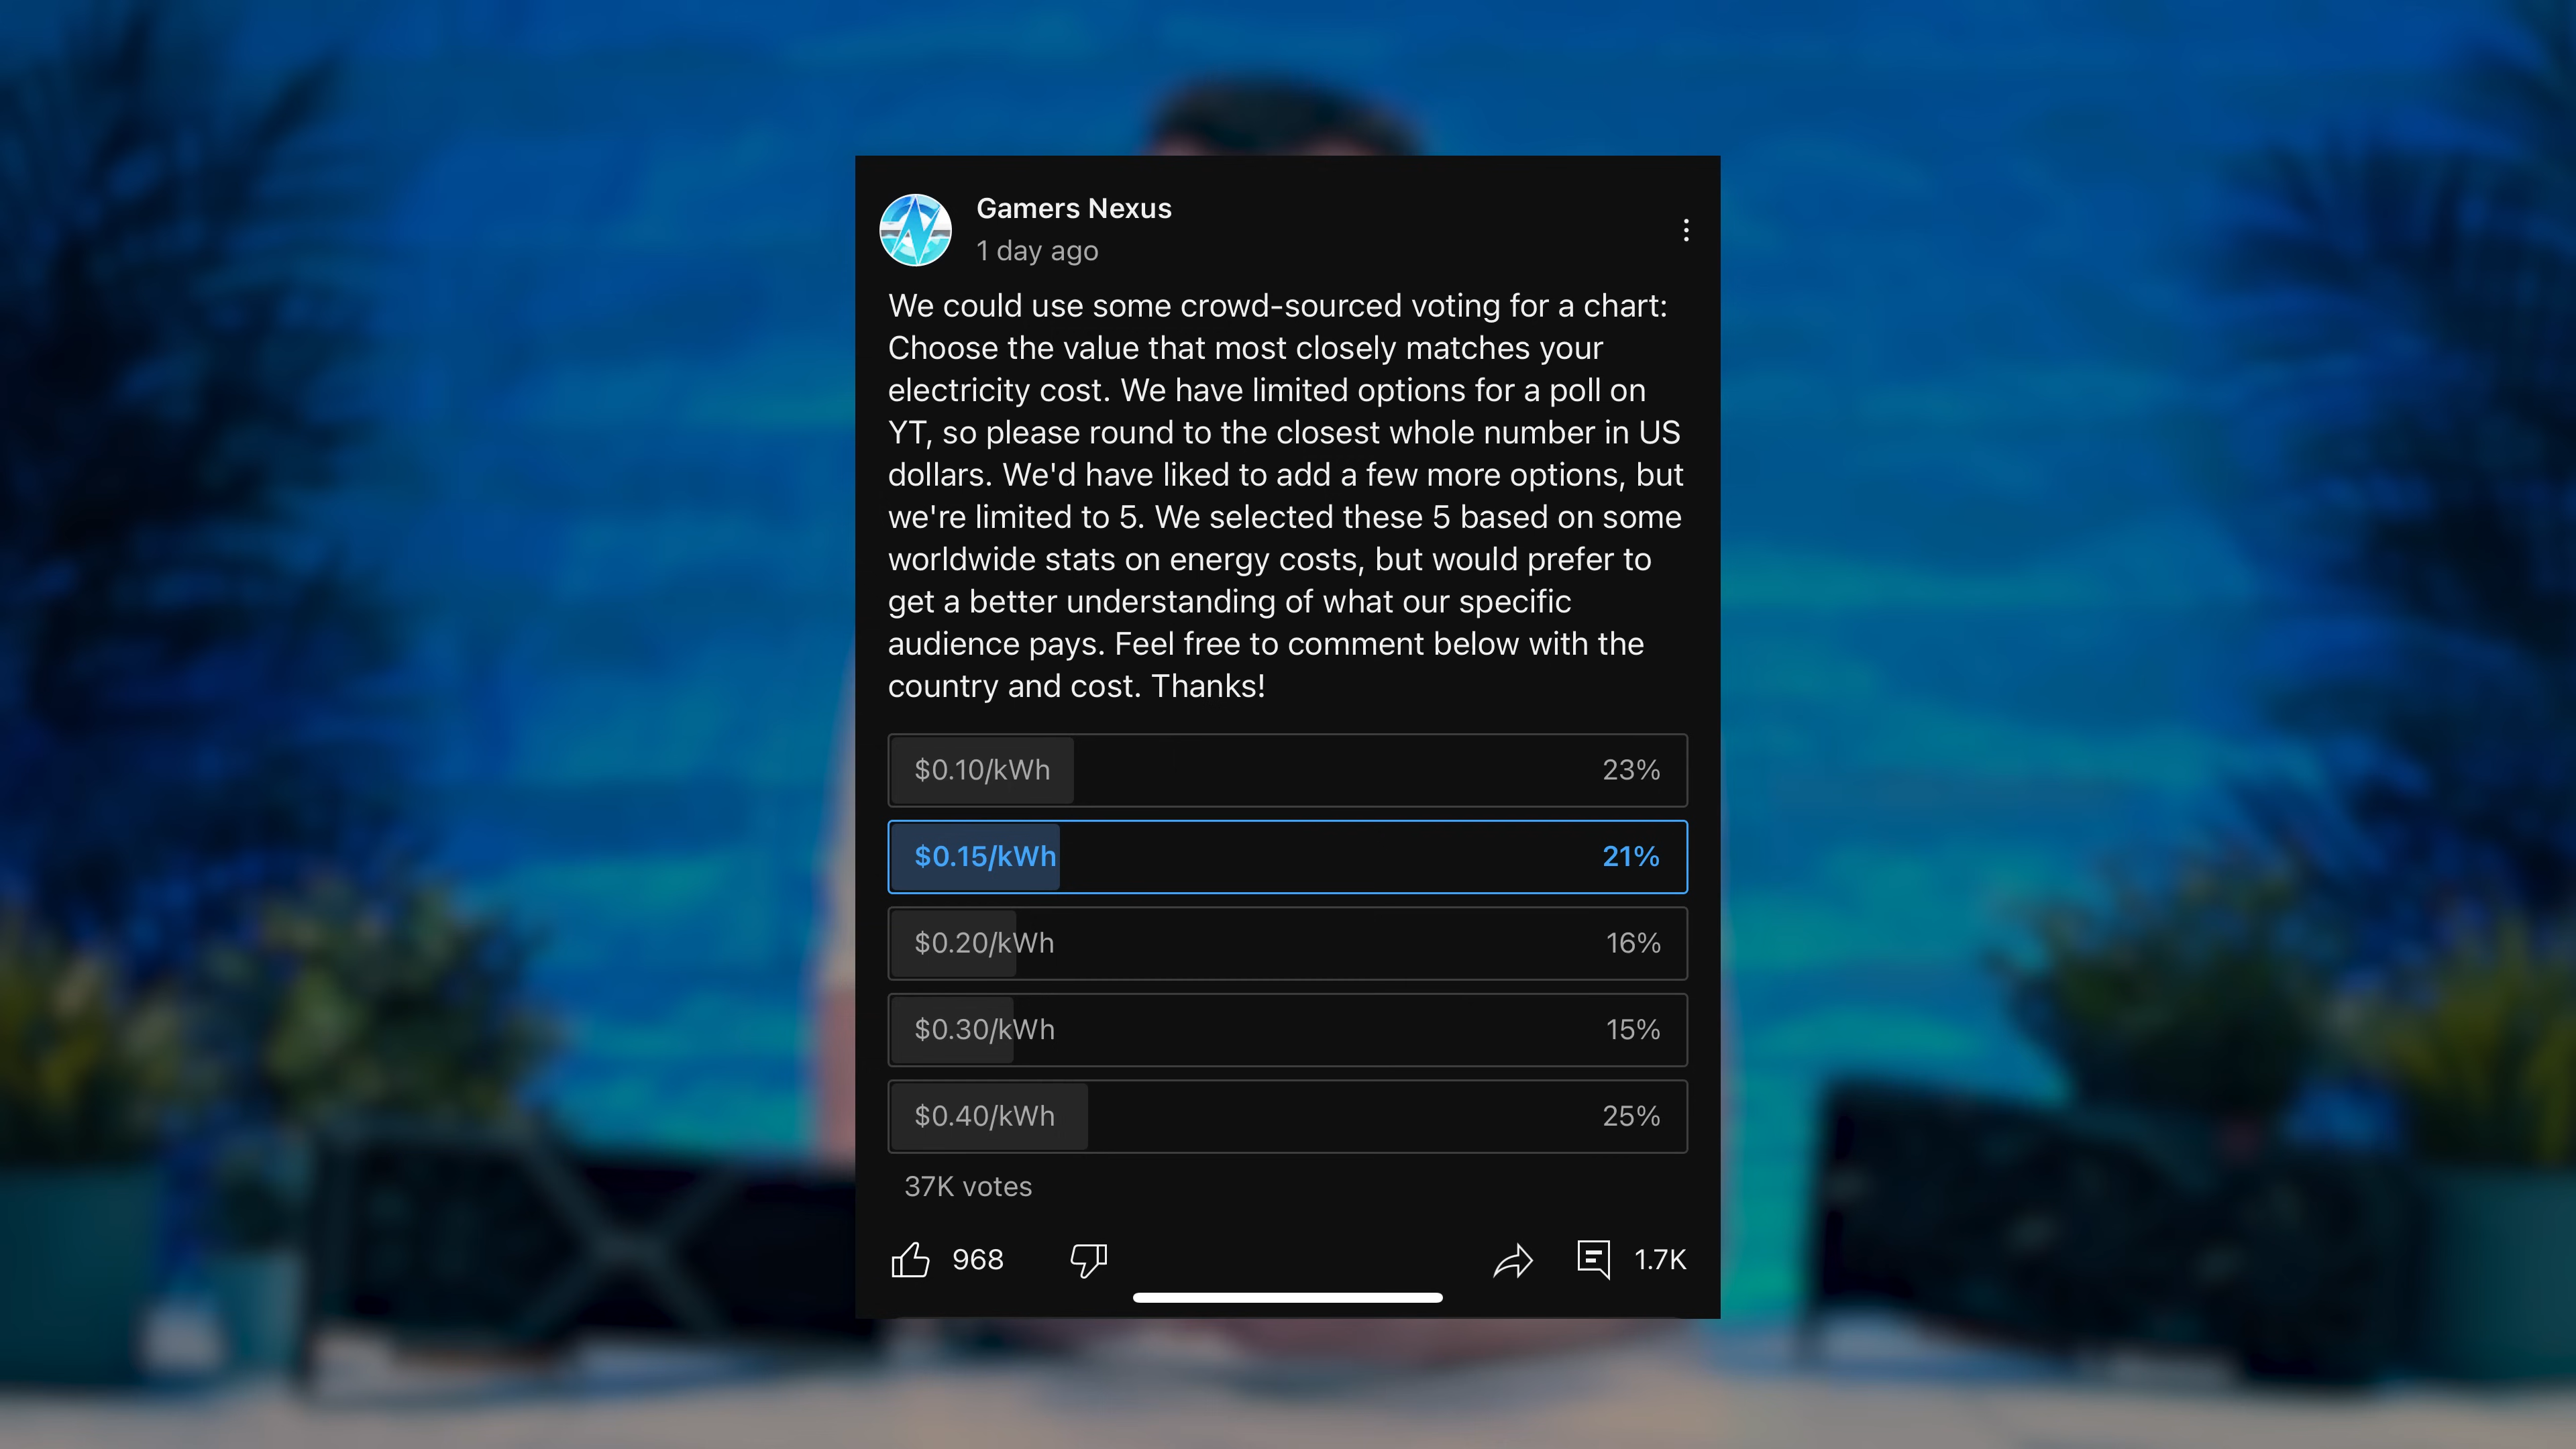 Gamers Nexus
1 day ago
We could use some crowd-sourced voting for a chart:
Choose the value that most closely matches your
electricity cost. We have limited options for a poll on
YT, so please round to the closest whole number in US
dollars. We'd have liked to add a few more options, but
we're limited to 5. We selected these 5 based on some
worldwide stats on energy costs, but would prefer to
get a better understanding of what our specific
audience pays. Feel free to comment below with the
country and cost. Thanks!
$0.10/kWh 23%
$0.15/kWh 21%
$0.20/kWh 16%
$0.30/kWh 15%
$0.40/kWh 25%
37K votes
968 1.7K